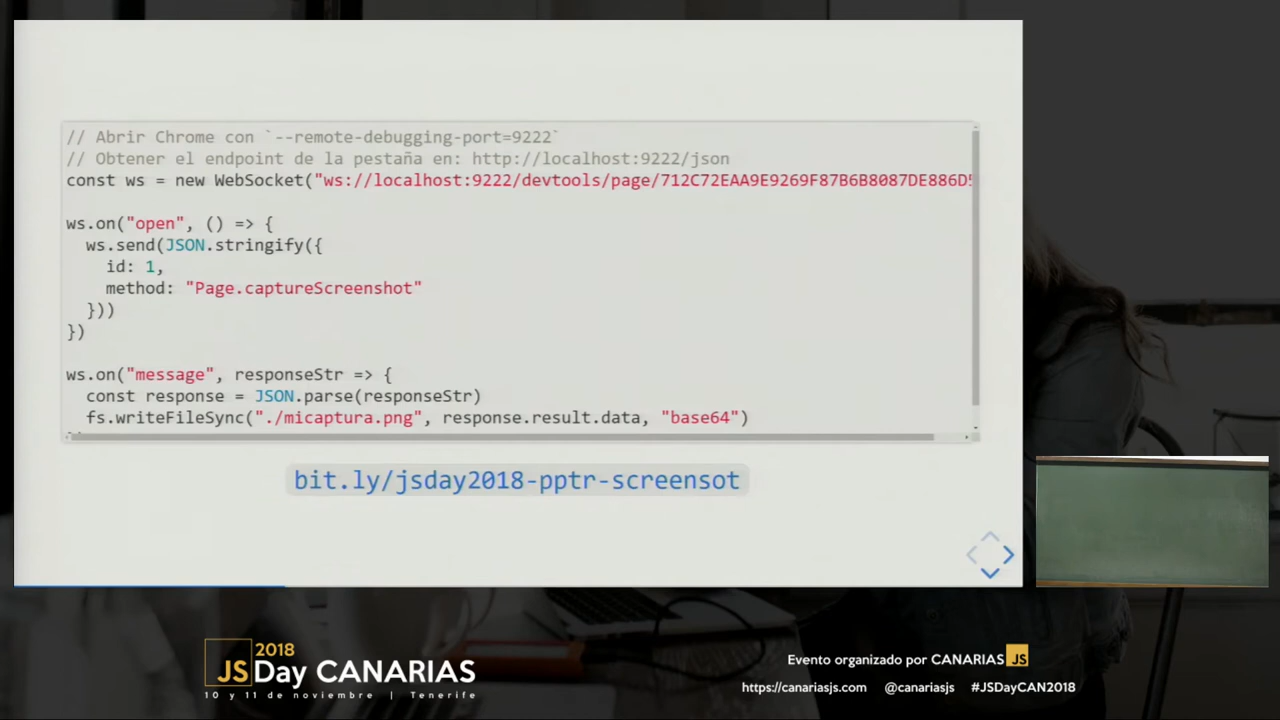 // Abrir Chrome con `--remote-debugging-port=9222`
// Obtener el endpoint de la pestaña en: http://localhost:9222/json
const ws = new WebSocket("ws://localhost:9222/devtools/page/712C72EAA9E9269F87B6B8087DE886D5
ws.on("open", () => {
ws.send(JSON.stringify({
id: 1,
method: "Page.captureScreenshot"
}))
})
ws.on("message", responseStr => {
const response = JSON.parse(responseStr)
fs.writeFileSync("./micaptura.png", response.result.data, "base64")
bit.ly/jsday2018-pptr-screensot
2018
JSDay CANARIAS
10 y 11 de noviembre | Tenerife
Evento organizado por CANARIAS JS
https://canariasjs.com @canariasjs #JSDayCAN2018